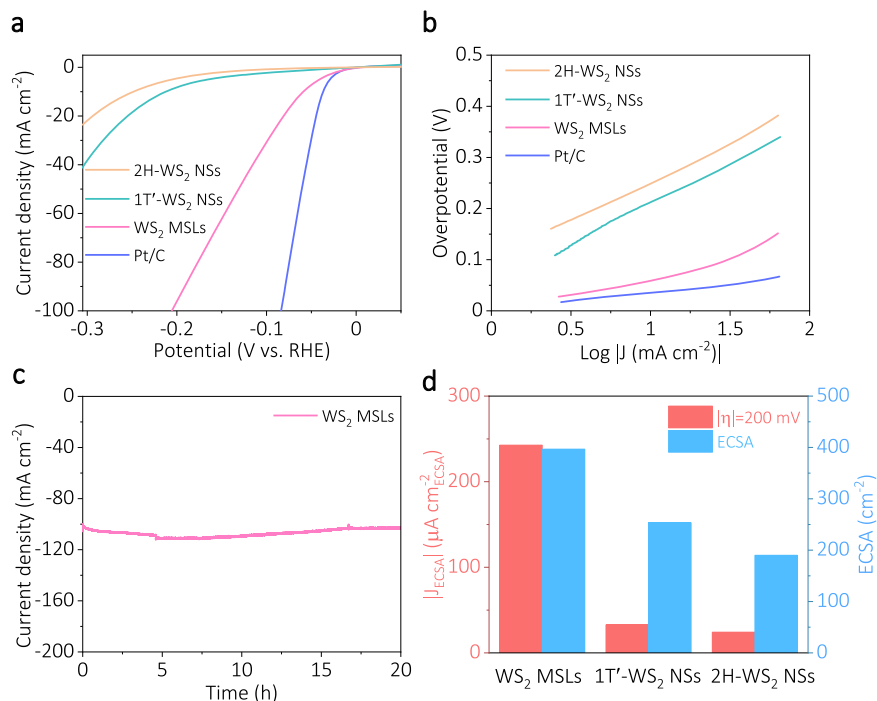 a
Current density (mA cm⁻²)
0
-20
-40
-60
-80
-100
2H-WS₂ NSs
1T′-WS₂ NSs
WS₂ MSLs
Pt/C
-0.3
-0.2
-0.1
0
Potential (V vs. RHE)
b
Overpotential (V)
0.5
0.4
0.3
0.2
0.1
0
2H-WS₂ NSs
1T′-WS₂ NSs
WS₂ MSLs
Pt/C
0
0.5
1
1.5
2
Log |J (mA cm⁻²)|
c
Current density (mA cm⁻²)
0
-40
-80
-120
-160
-200
WS₂ MSLs
0
5
10
15
20
Time (h)
d
|J_ECSA| (μA cm⁻²_ECSA)
300
200
100
0
|η|=200 mV
ECSA
500
400
300
200
100
0
ECSA (cm⁻²)
WS₂ MSLs
1T′-WS₂ NSs
2H-WS₂ NSs